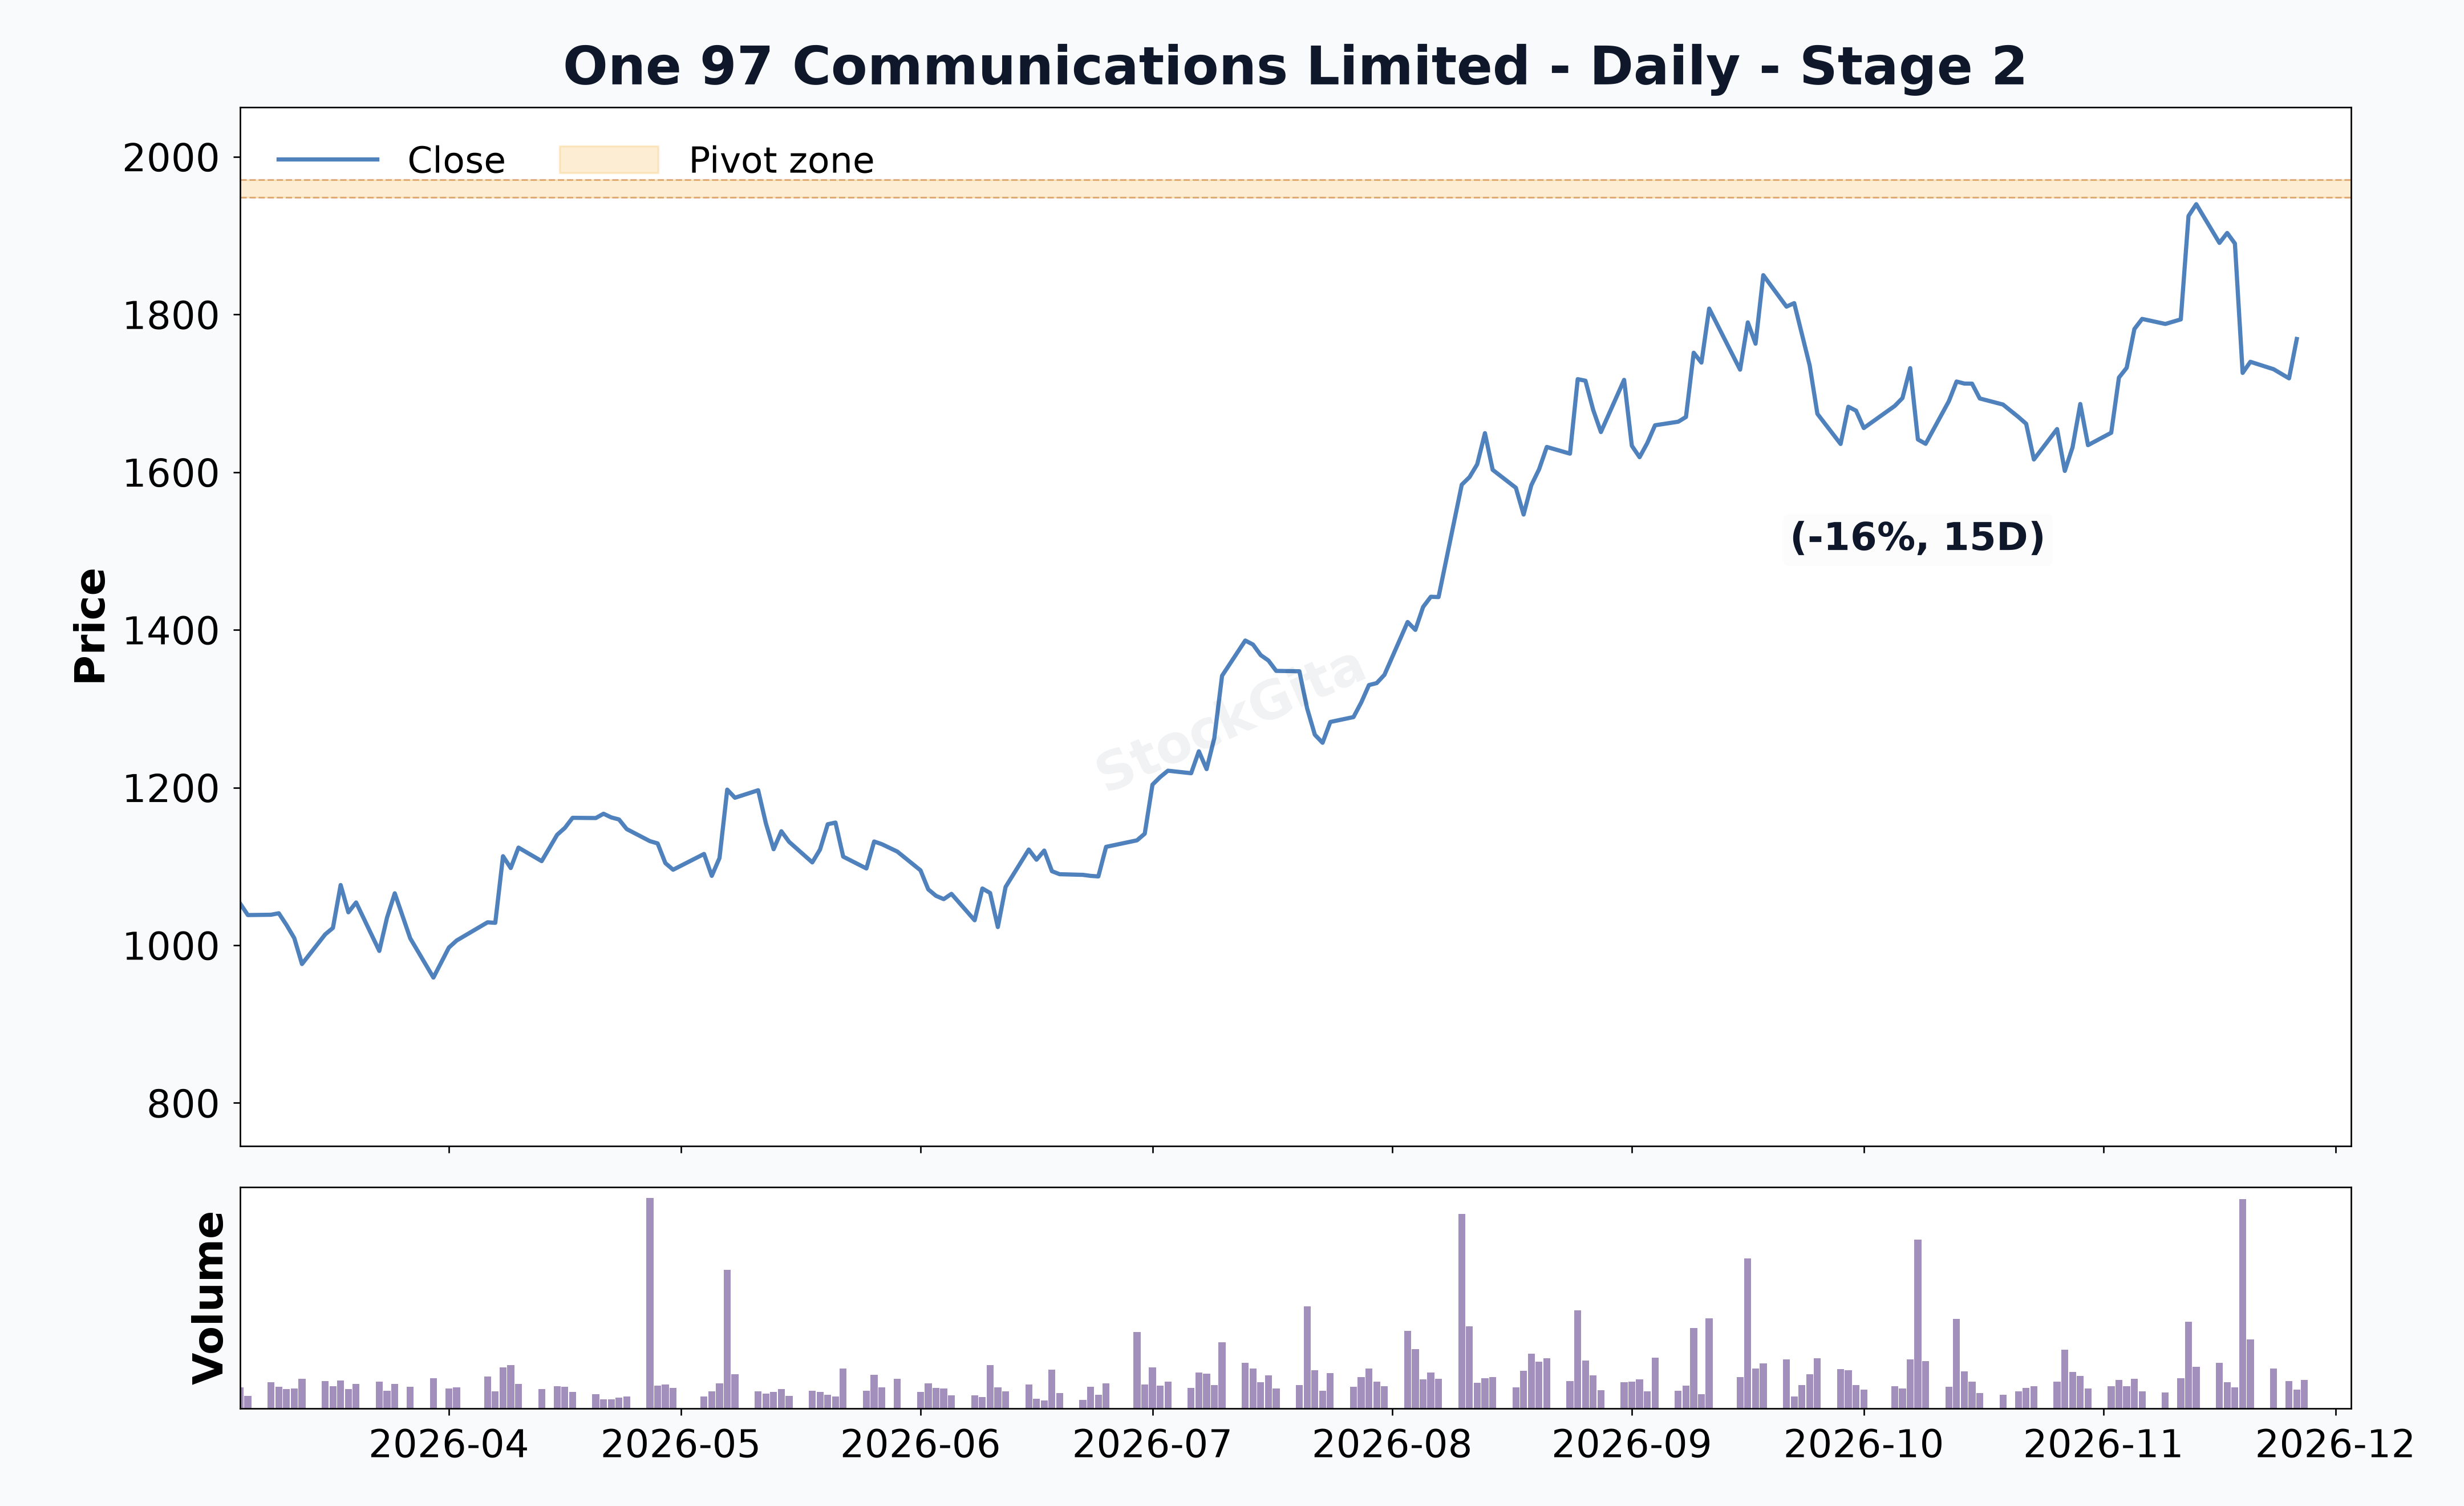 One 97 Communications Limited - Daily - Stage 2
Close
Pivot zone
Price
2000
1800
1600
1400
1200
1000
800
(-16%, 15D)
StockGita
Volume
2026-04
2026-05
2026-06
2026-07
2026-08
2026-09
2026-10
2026-11
2026-12